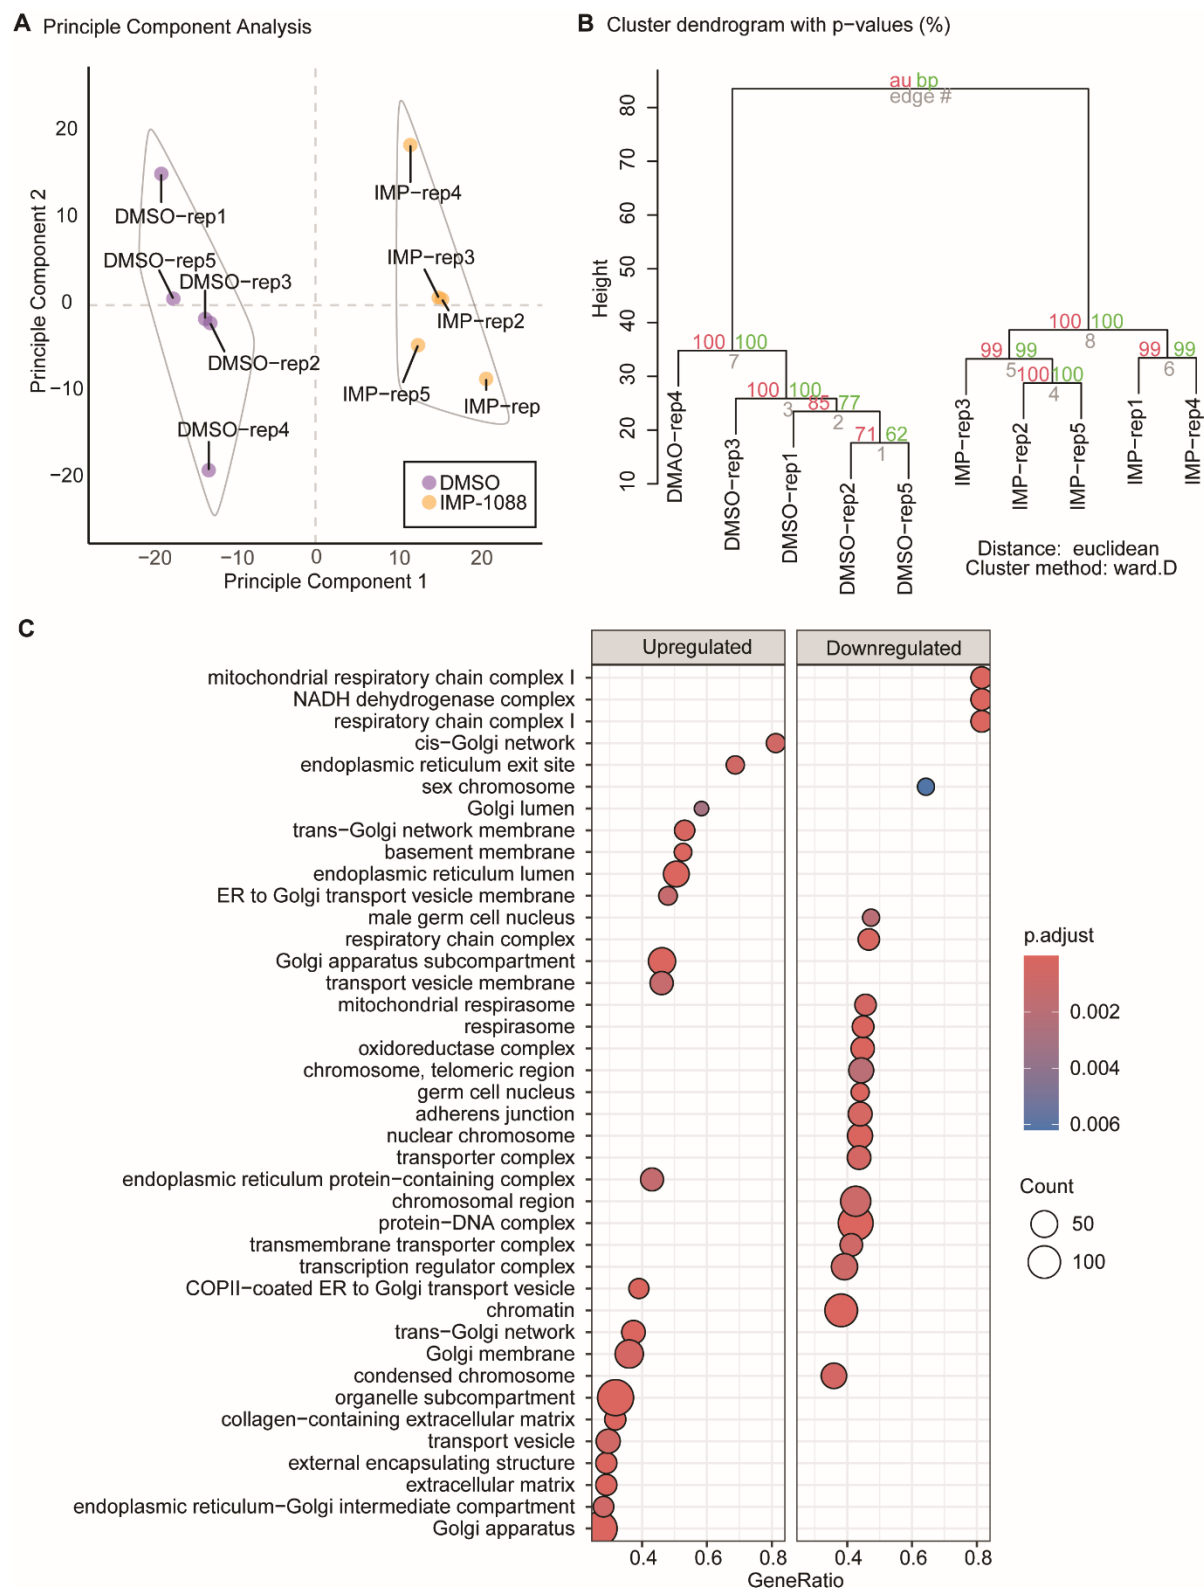 A Principle Component Analysis
Principle Component 2
20
10
0
−10
−20
DMSO−rep1
DMSO−rep5
DMSO−rep3
DMSO−rep2
DMSO−rep4
IMP−rep4
IMP−rep3
IMP−rep2
IMP−rep5
IMP−rep
DMSO
IMP-1088
−20 −10 0 10 20
Principle Component 1
B Cluster dendrogram with p−values (%)
Height
80
70
60
50
40
30
20
10
au bp
edge #
100 100
8
100 100
7
99 99
5
99 99
6
100 100
4
100 100
3
85 77
2
71 62
1
DMAO−rep4
DMSO−rep3
DMSO−rep1
DMSO−rep2
DMSO−rep5
IMP−rep3
IMP−rep2
IMP−rep5
IMP−rep1
IMP−rep4
Distance: euclidean
Cluster method: ward.D
C
Upregulated
Downregulated
mitochondrial respiratory chain complex I
NADH dehydrogenase complex
respiratory chain complex I
cis−Golgi network
endoplasmic reticulum exit site
sex chromosome
Golgi lumen
trans−Golgi network membrane
basement membrane
endoplasmic reticulum lumen
ER to Golgi transport vesicle membrane
male germ cell nucleus
respiratory chain complex
Golgi apparatus subcompartment
transport vesicle membrane
mitochondrial respirasome
respirasome
oxidoreductase complex
chromosome, telomeric region
germ cell nucleus
adherens junction
nuclear chromosome
transporter complex
endoplasmic reticulum protein−containing complex
chromosomal region
protein−DNA complex
transmembrane transporter complex
transcription regulator complex
COPII−coated ER to Golgi transport vesicle
chromatin
trans−Golgi network
Golgi membrane
condensed chromosome
organelle subcompartment
collagen−containing extracellular matrix
transport vesicle
external encapsulating structure
extracellular matrix
endoplasmic reticulum−Golgi intermediate compartment
Golgi apparatus
0.4 0.6 0.8
0.4 0.6 0.8
GeneRatio
p.adjust
0.002
0.004
0.006
Count
50
100